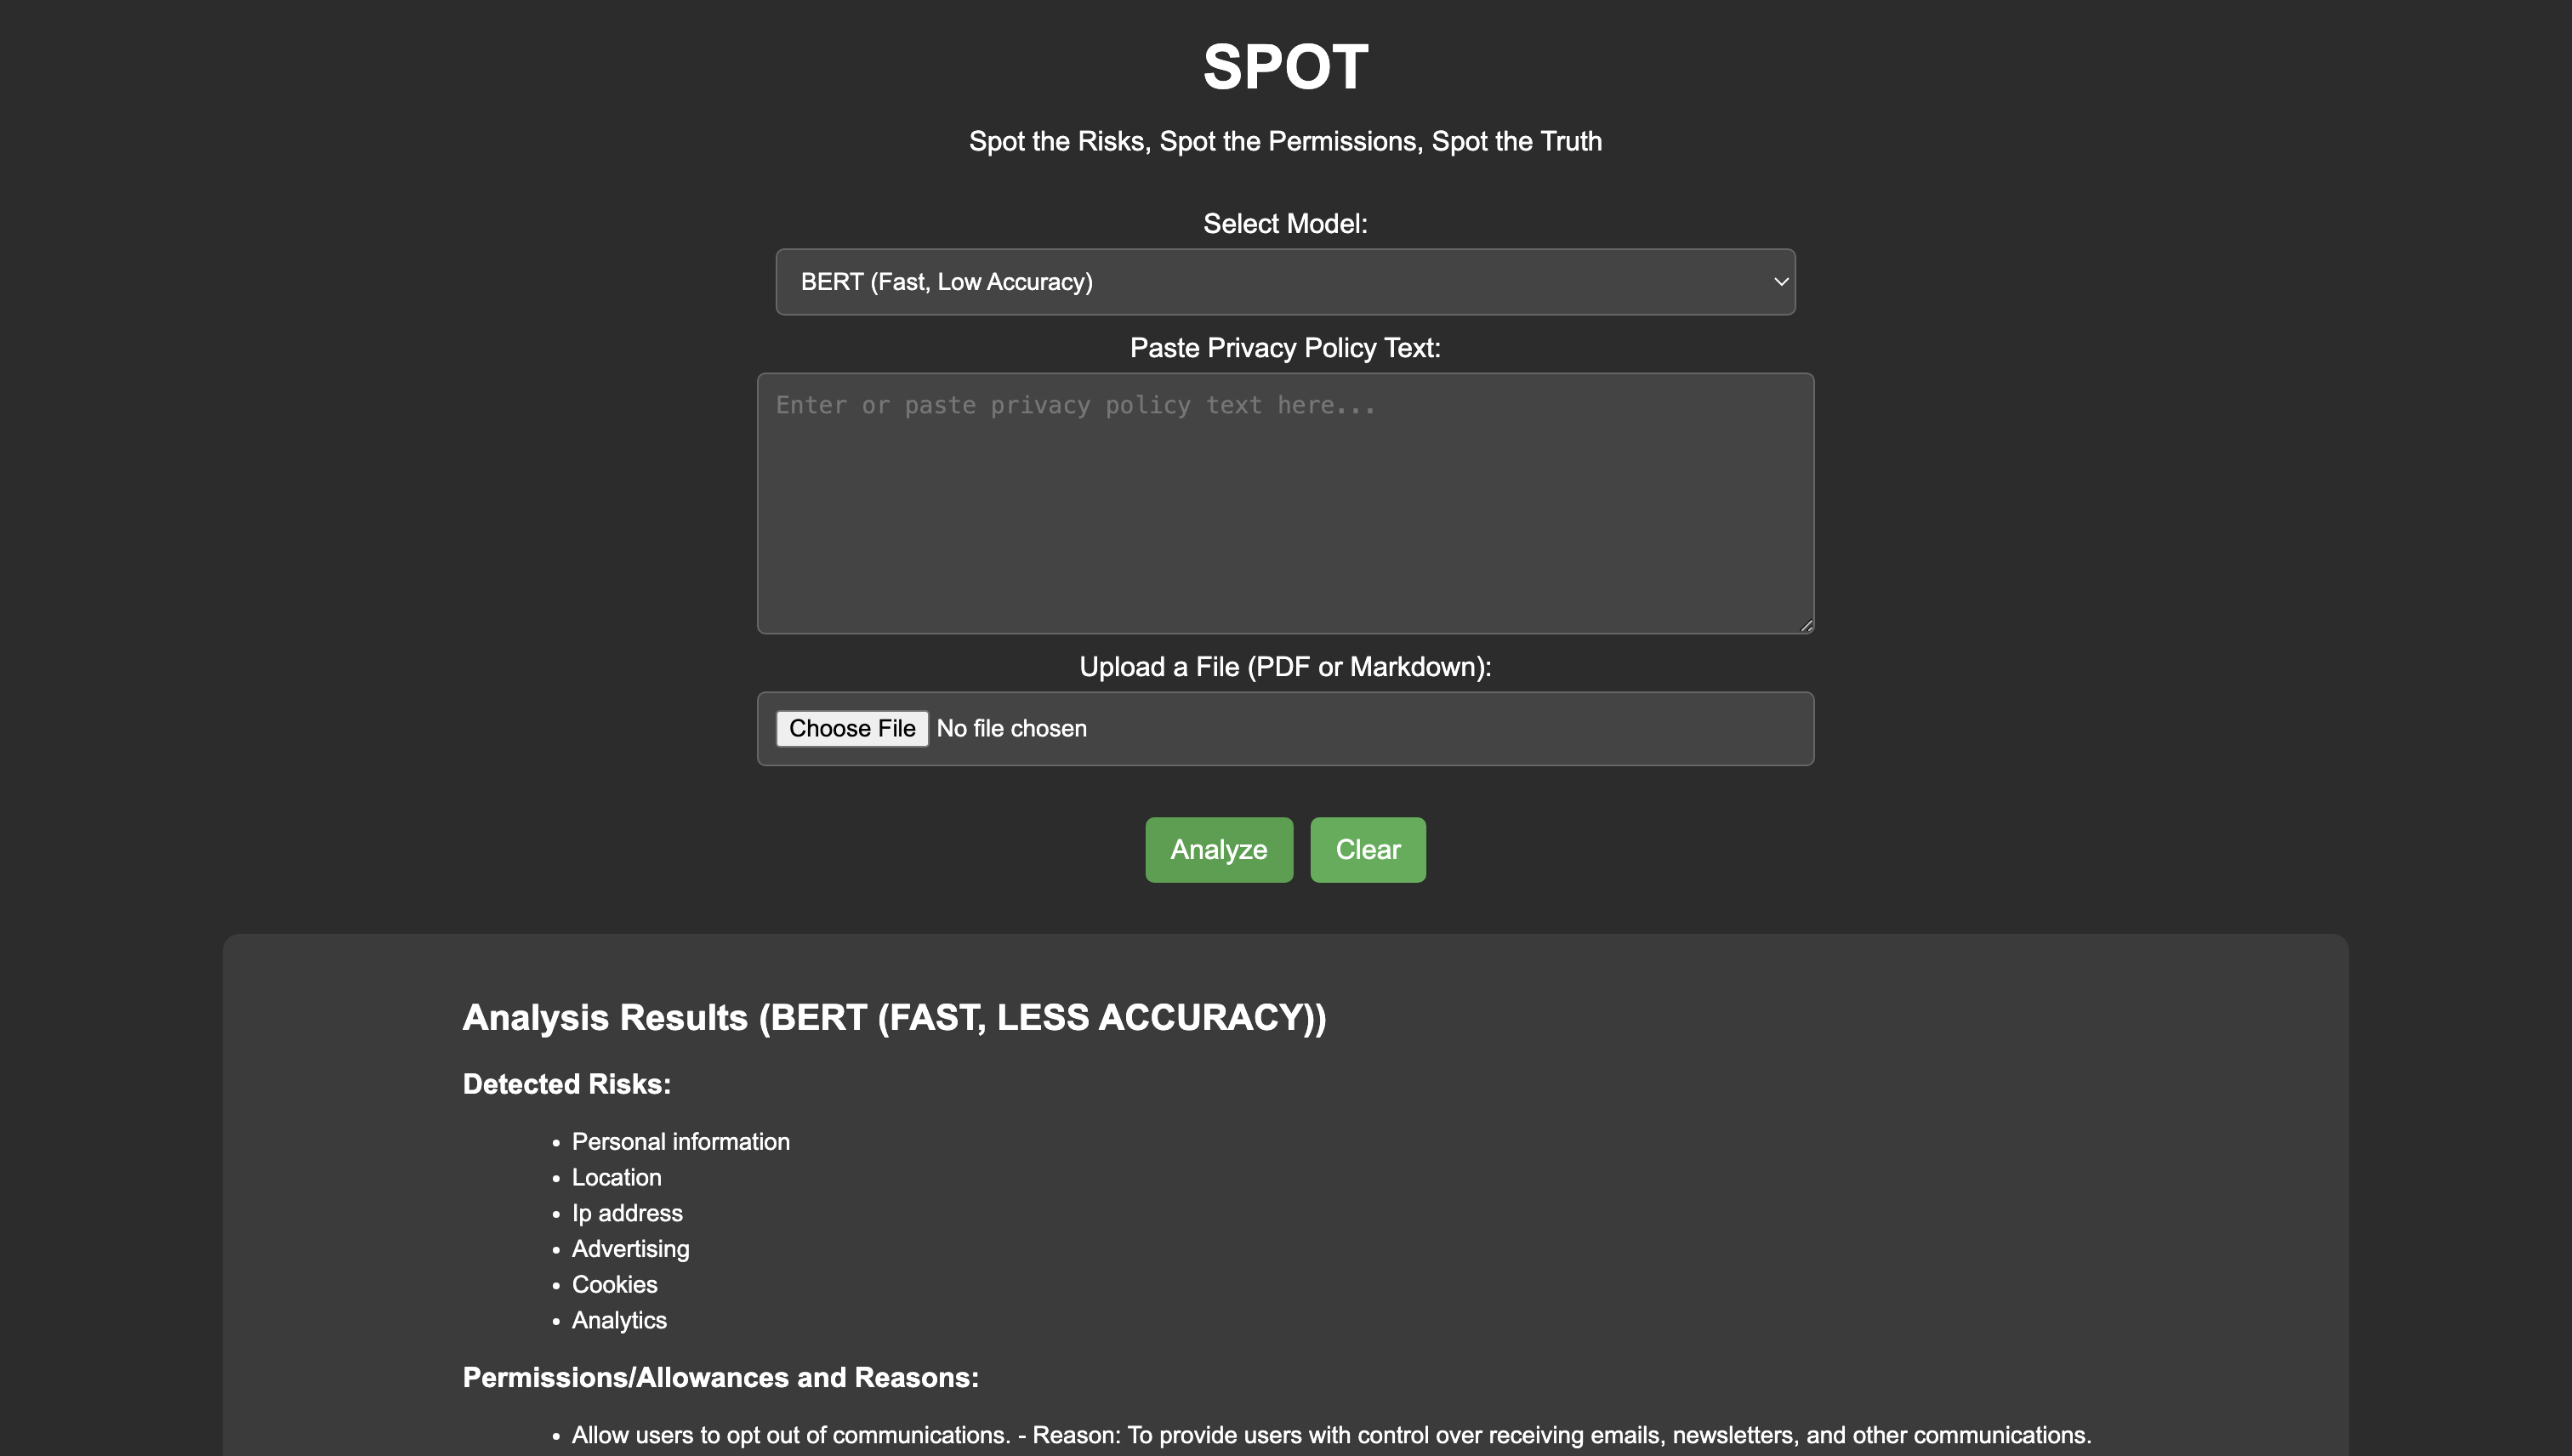 SPOT
Spot the Risks, Spot the Permissions, Spot the Truth
Select Model:
BERT (Fast, Low Accuracy)
Paste Privacy Policy Text:
Enter or paste privacy policy text here...
Upload a File (PDF or Markdown):
Choose File No file chosen
Analyze Clear
Analysis Results (BERT (FAST, LESS ACCURACY))
Detected Risks:
• Personal information
• Location
• Ip address
• Advertising
• Cookies
• Analytics
Permissions/Allowances and Reasons:
• Allow users to opt out of communications. - Reason: To provide users with control over receiving emails, newsletters, and other communications.